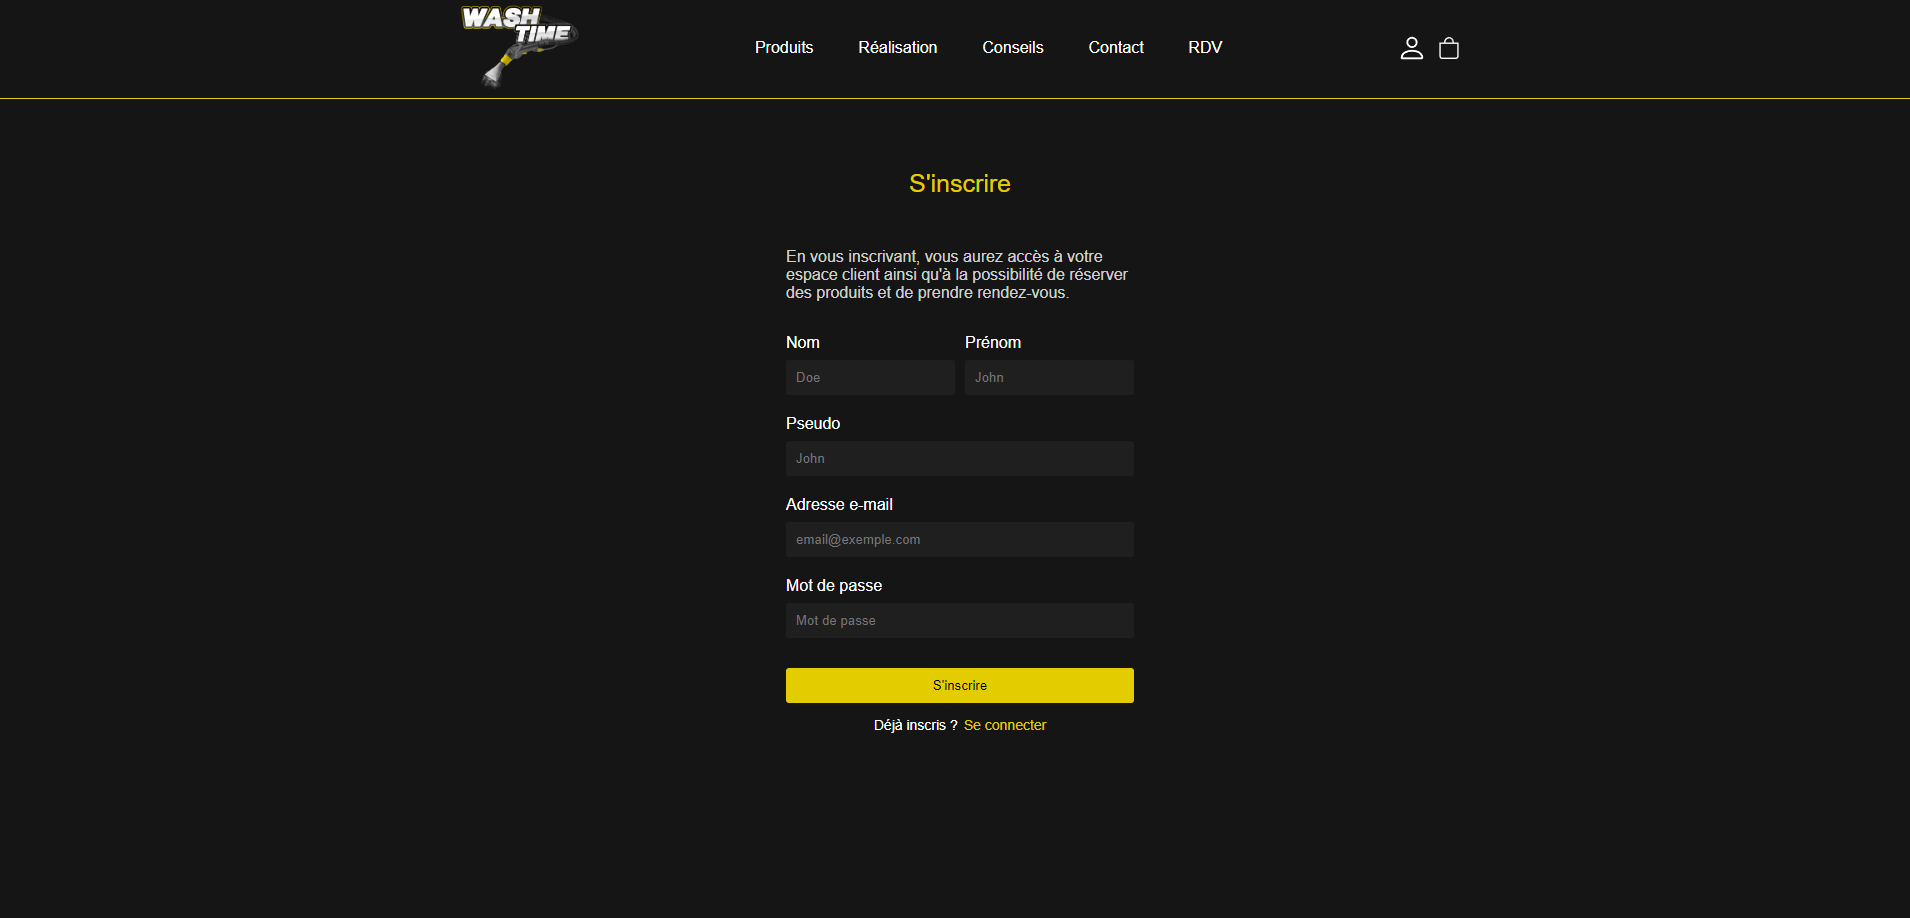 WASH
TIME
Produits
Réalisation
Conseils
Contact
RDV
S'inscrire
En vous inscrivant, vous aurez accès à votre
espace client ainsi qu'à la possibilité de réserver
des produits et de prendre rendez-vous.
Nom
Prénom
Doe
John
Pseudo
John
Adresse e-mail
email@exemple.com
Mot de passe
Mot de passe
S'inscrire
Déjà inscris ? Se connecter